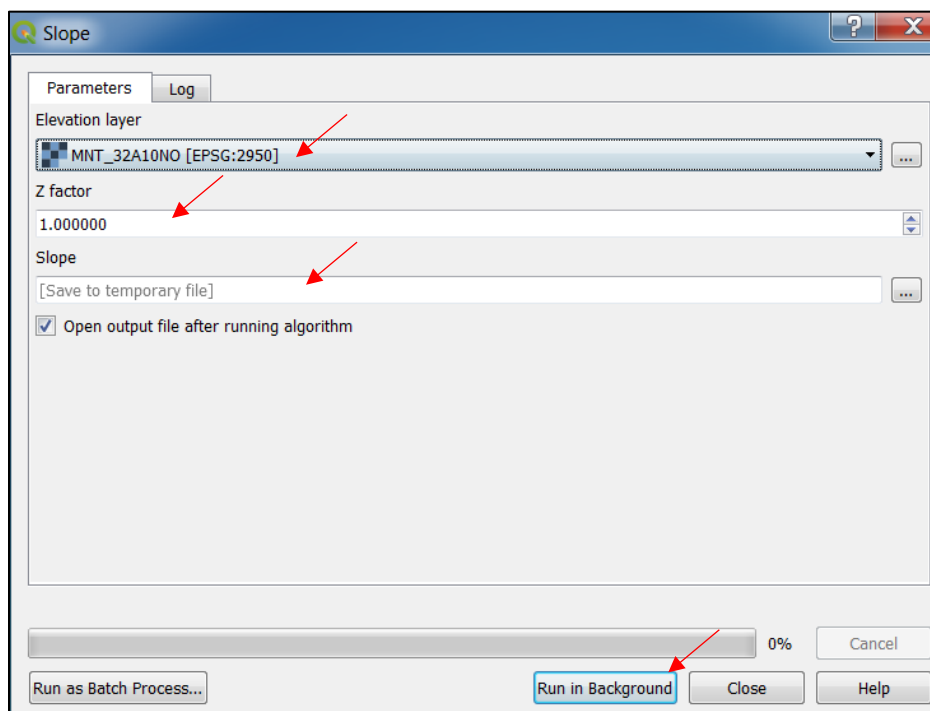 Slope
Parameters Log
Elevation layer
MNT_32A10NO [EPSG:2950] ...
Z factor
1.000000
Slope
[Save to temporary file] ...
Open output file after running algorithm
0% Cancel
Run as Batch Process... Run in Background Close Help